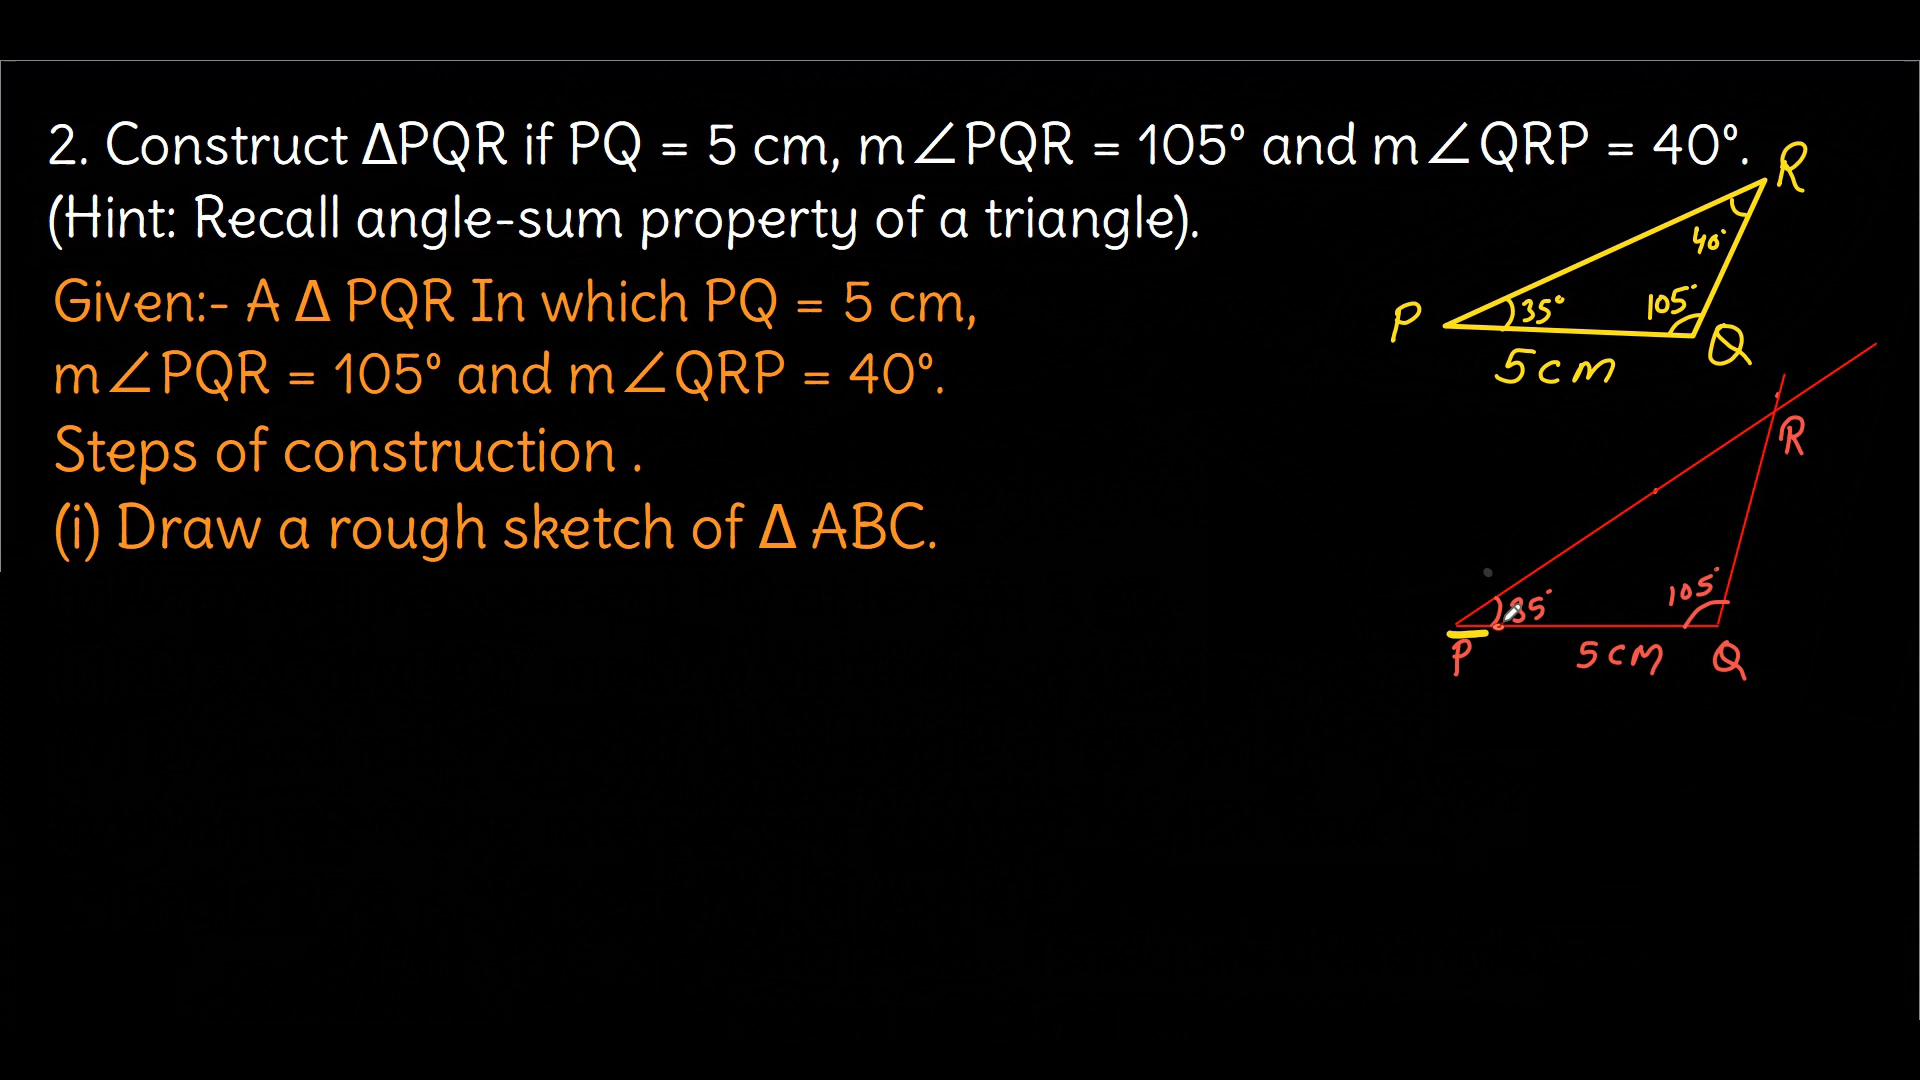 2. Construct ΔPQR if PQ = 5 cm, m∠PQR = 105° and m∠QRP = 40°.
(Hint: Recall angle-sum property of a triangle).
Given:- A Δ PQR In which PQ = 5 cm,
m∠PQR = 105° and m∠QRP = 40°.
Steps of construction .
(i) Draw a rough sketch of Δ ABC.
R
40°
P 35° 105° Q
5cm
R
35° 105°
P 5cm Q